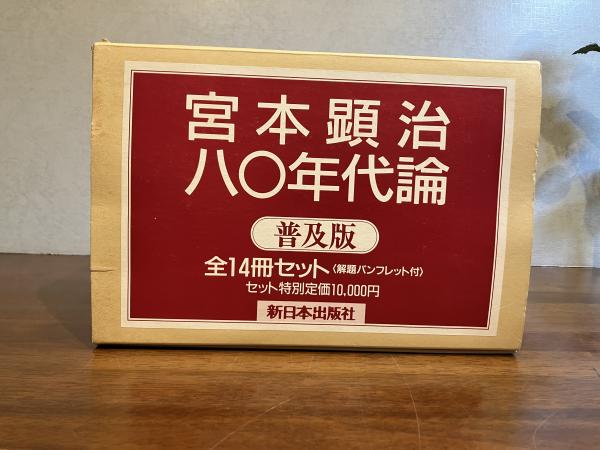 宮本顕治
八〇年代論
普及版
全14冊セット〈解題パンフレット付〉
セット特別定価10,000円
新日本出版社